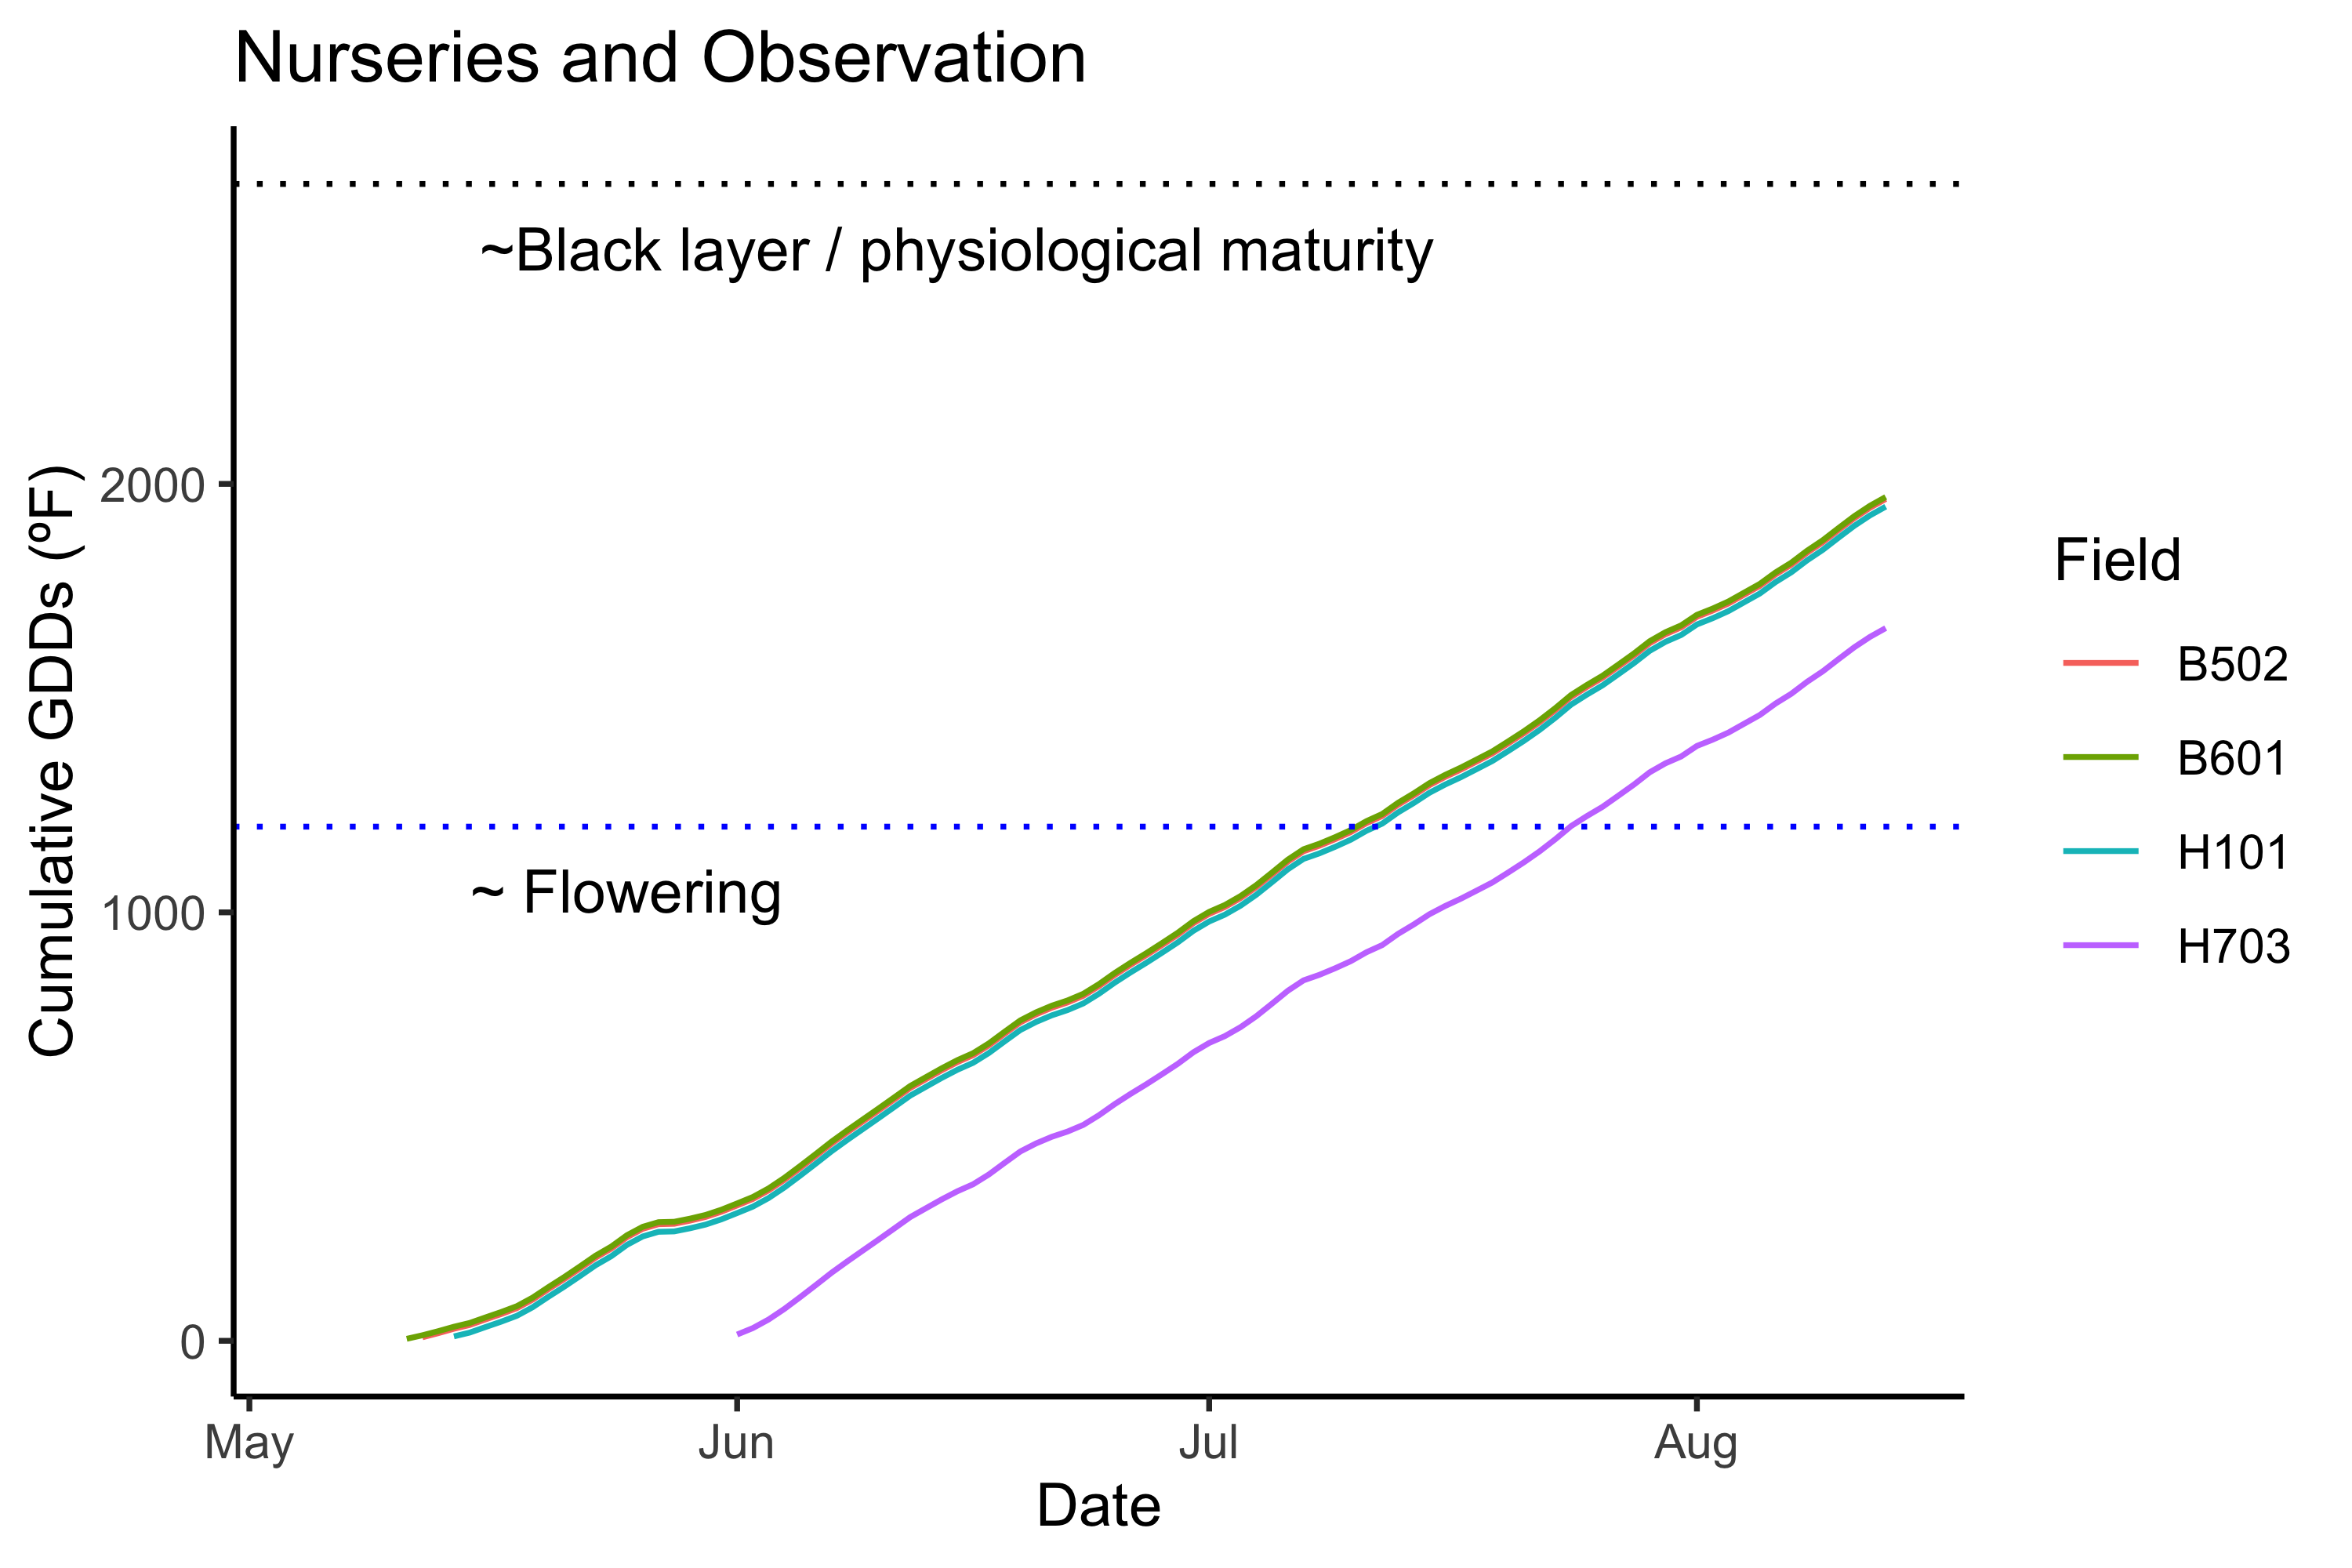 Nurseries and Observation
~Black layer / physiological maturity
~ Flowering
Cumulative GDDs (ºF)
2000
1000
0
May
Jun
Jul
Aug
Date
Field
B502
B601
H101
H703